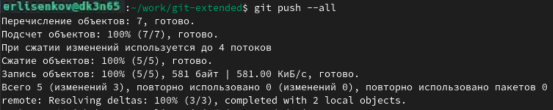 erlisenkov@dk3n65:~/work/git-extended$ git push --all
Перечисление объектов: 7, готово.
Подсчет объектов: 100% (7/7), готово.
При сжатии изменений используется до 4 потоков
Сжатие объектов: 100% (5/5), готово.
Запись объектов: 100% (5/5), 581 байт | 581.00 КиБ/с, готово.
Всего 5 (изменений 3), повторно использовано 0 (изменений 0), повторно использовано пакетов 0
remote: Resolving deltas: 100% (3/3), completed with 2 local objects.